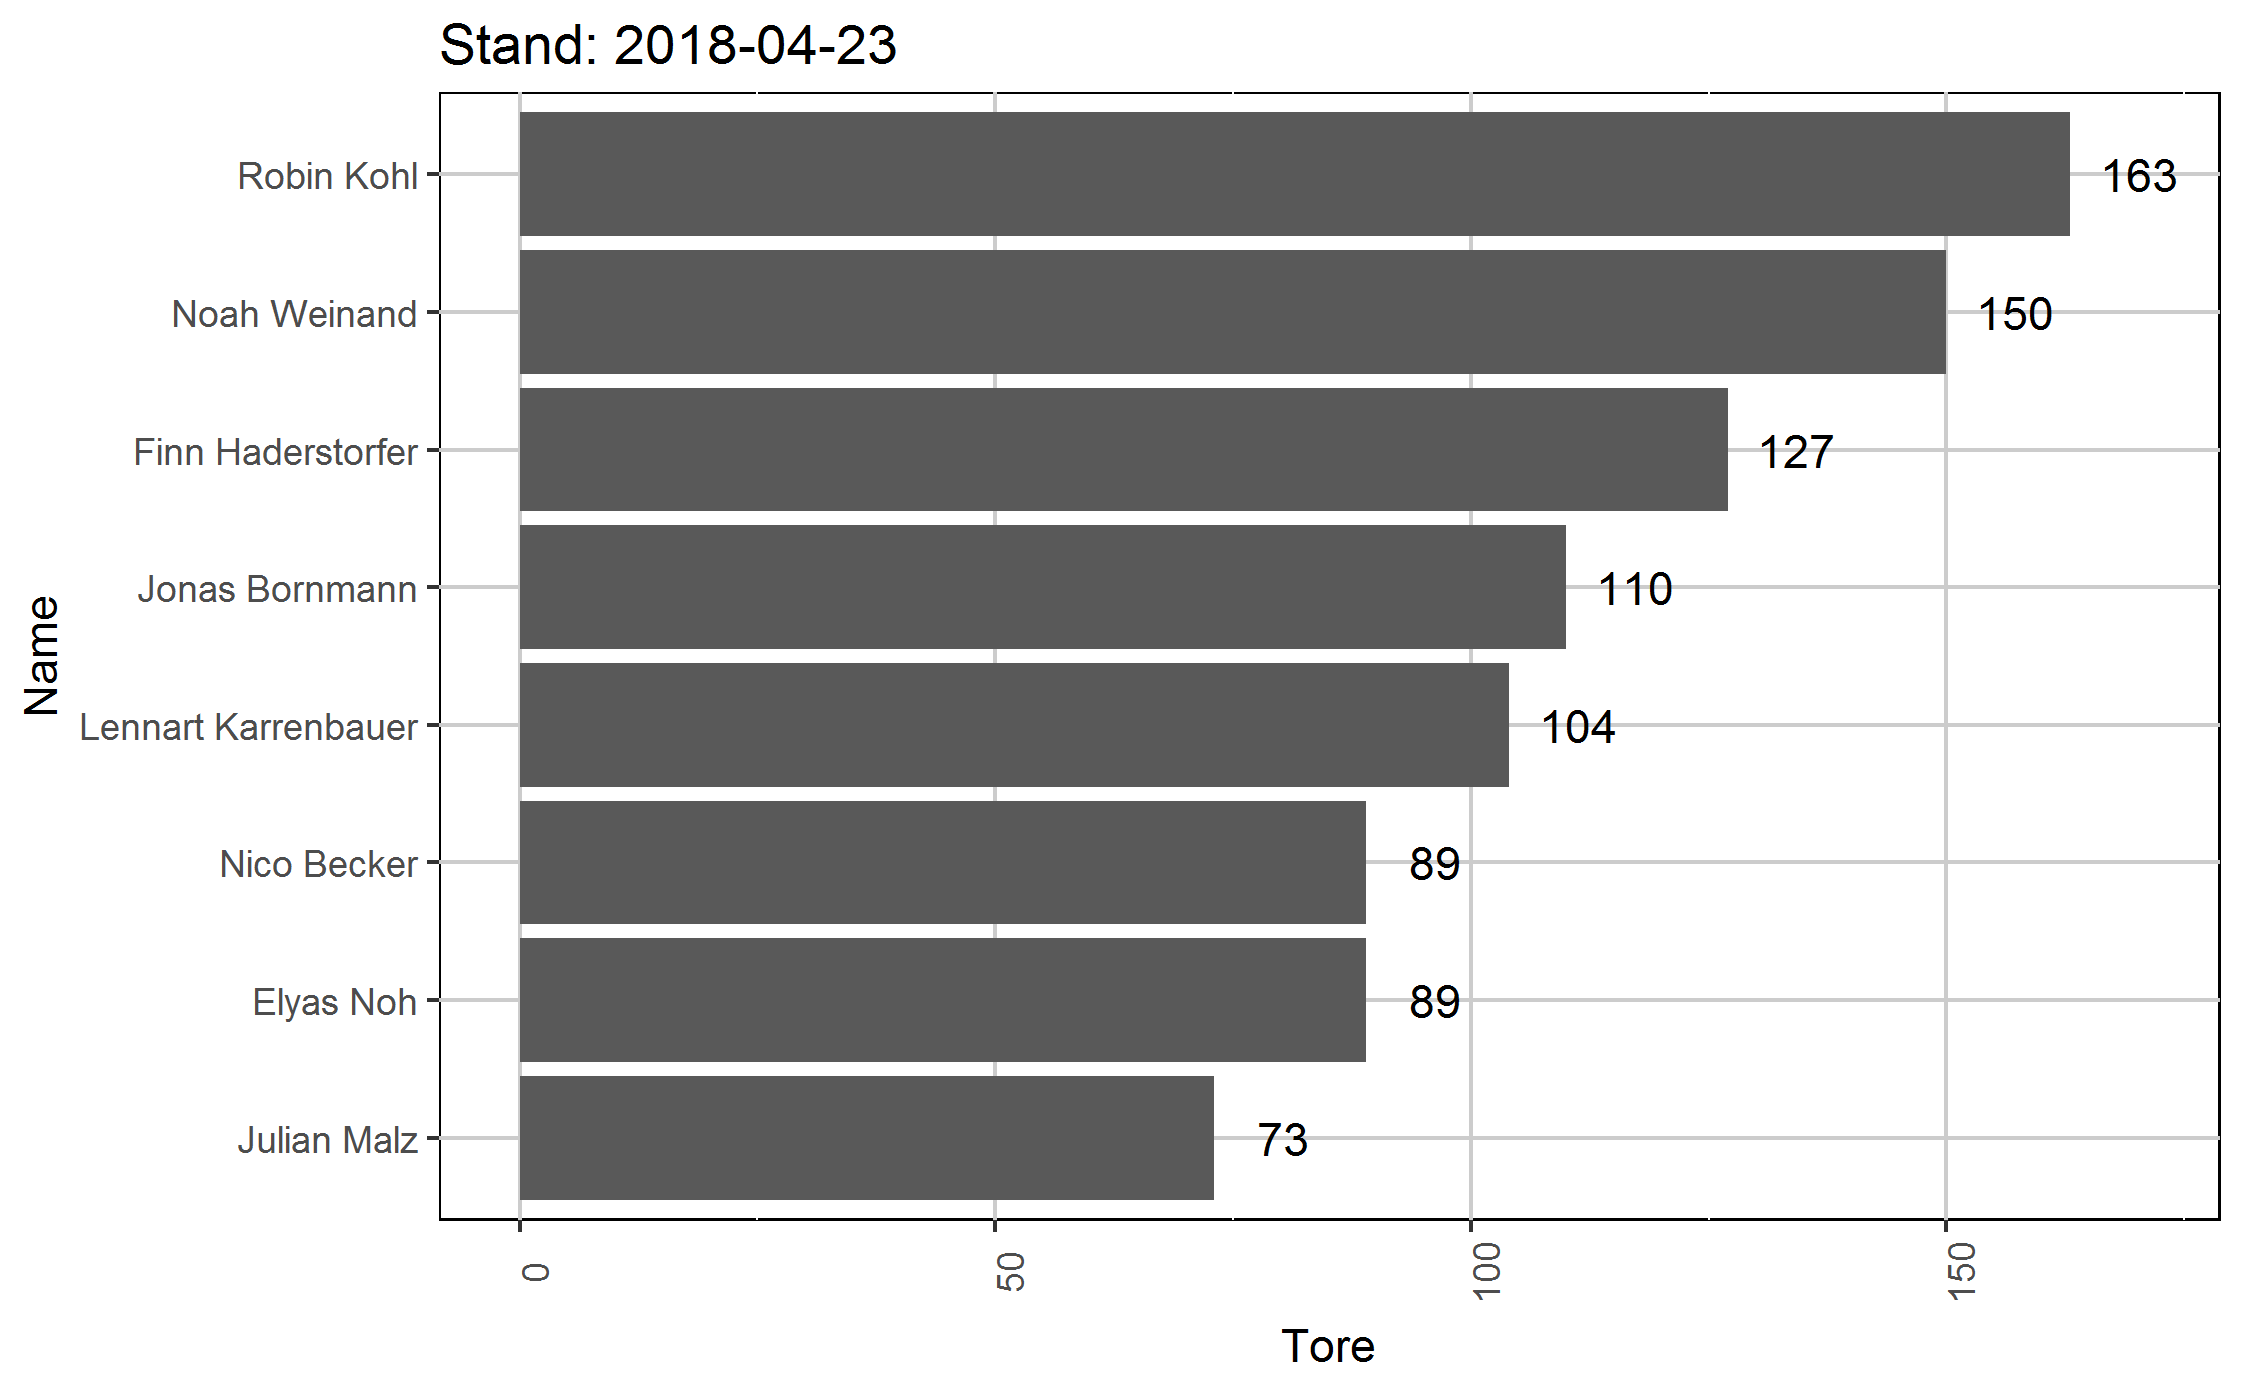 Stand: 2018-04-23
Robin Kohl 163
Noah Weinand 150
Finn Haderstorfer 127
Jonas Bornmann 110
Lennart Karrenbauer 104
Nico Becker 89
Elyas Noh 89
Julian Malz 73
Name
0 50 100 150
Tore